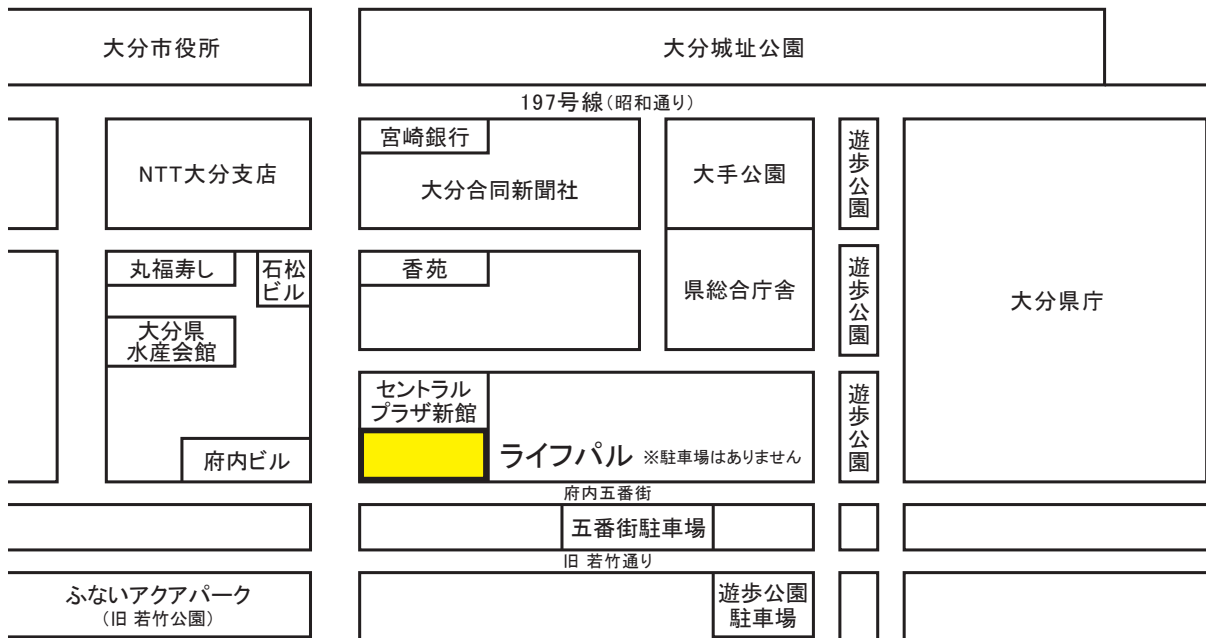 大分市役所
大分城址公園
197号線(昭和通り)
NTT大分支店
宮崎銀行
大分合同新聞社
大手公園
遊歩公園
丸福寿し
石松
ビル
香苑
県総合庁舎
遊歩公園
大分県庁
大分県
水産会館
セントラル
プラザ新館
遊歩公園
府内ビル
ライフパル ※駐車場はありません
府内五番街
五番街駐車場
旧 若竹通り
ふないアクアパーク
(旧 若竹公園)
遊歩公園
駐車場